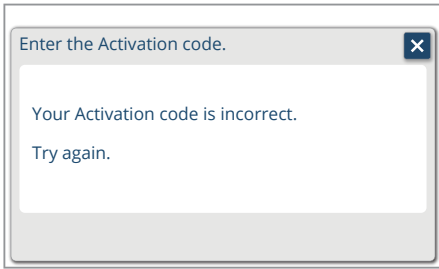 Enter the Activation code.
Your Activation code is incorrect.
Try again.